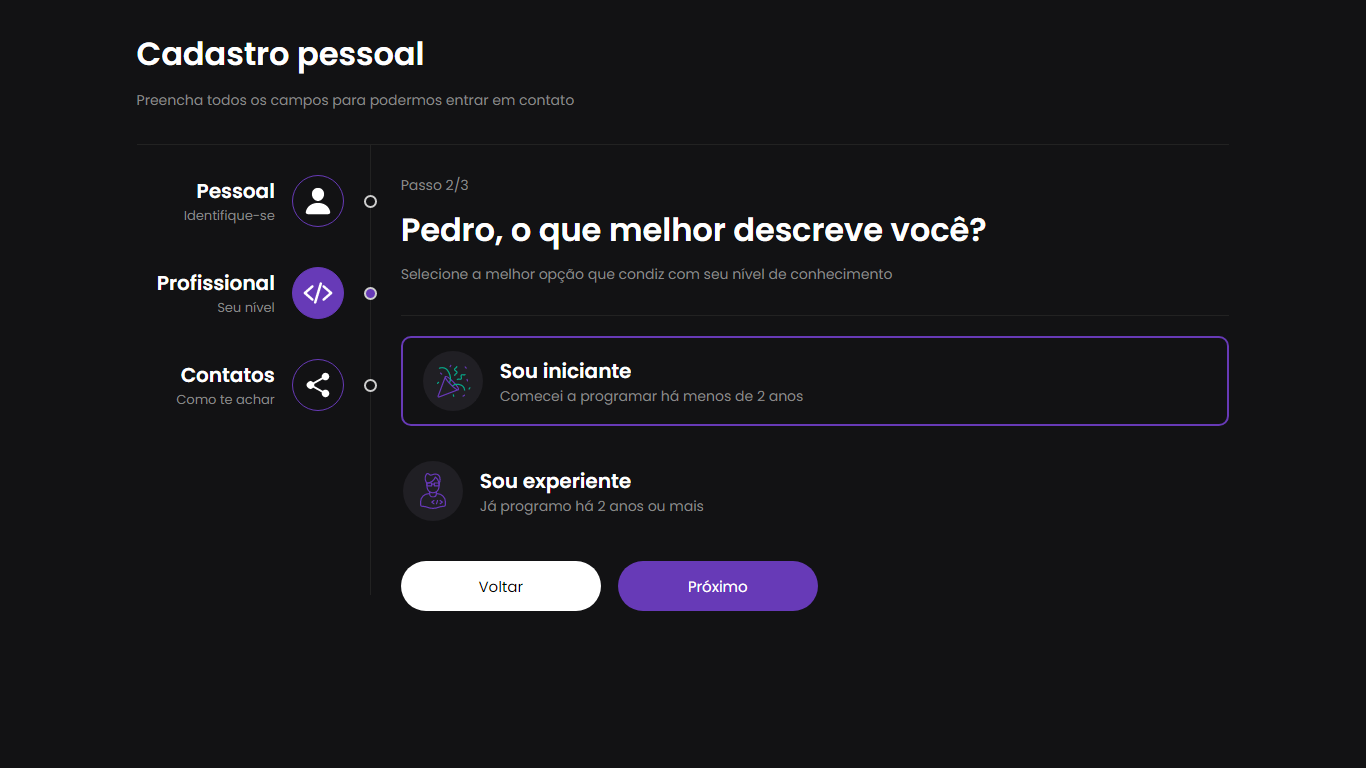 Cadastro pessoal
Preencha todos os campos para podermos entrar em contato
Pessoal
Identifique-se
Profissional
Seu nível
Contatos
Como te achar
Passo 2/3
Pedro, o que melhor descreve você?
Selecione a melhor opção que condiz com seu nível de conhecimento
Sou iniciante
Comecei a programar há menos de 2 anos
Sou experiente
Já programo há 2 anos ou mais
Voltar
Próximo